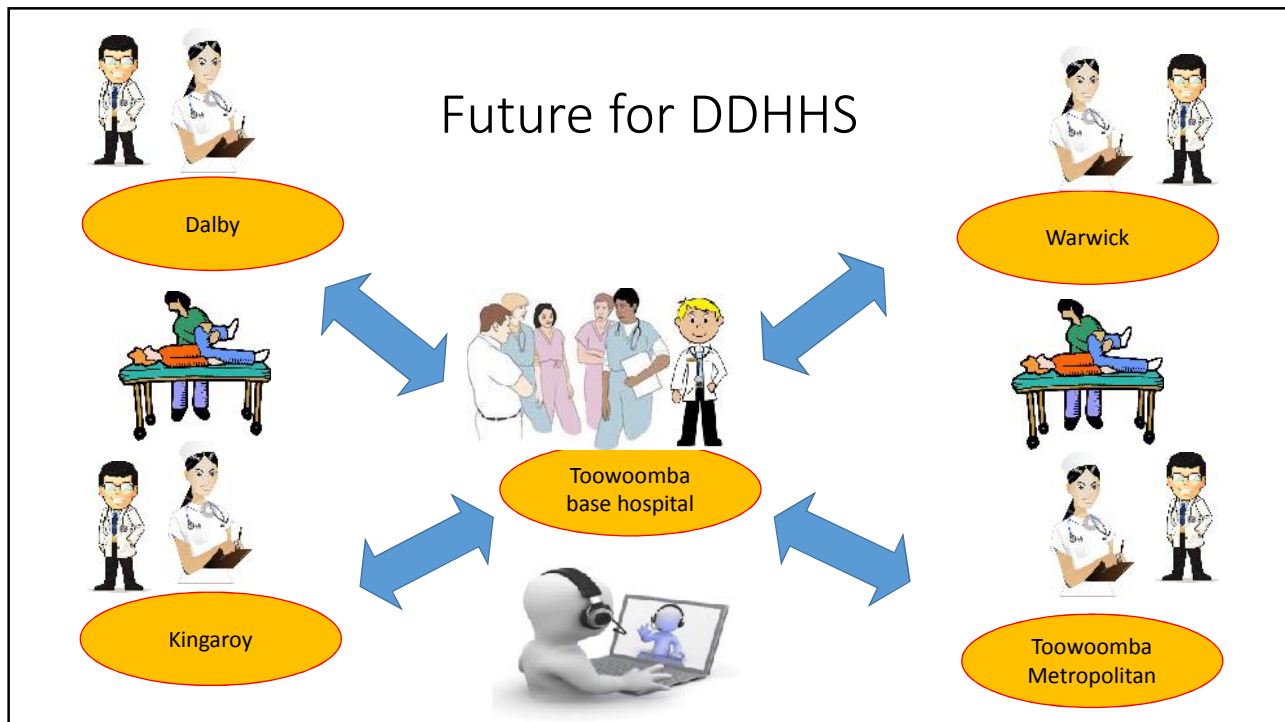 Future for DDHHS
Dalby
Warwick
Toowoomba
base hospital
Kingaroy
Toowoomba
Metropolitan